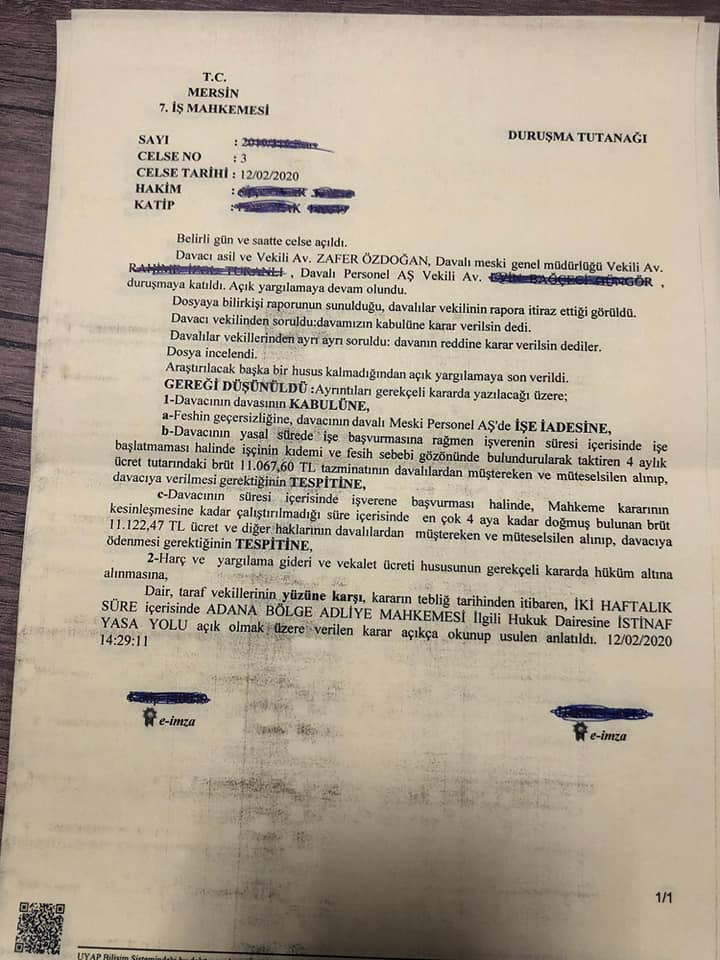 T.C.
MERSİN
7. İŞ MAHKEMESİ
DURUŞMA TUTANAĞI
SAYI :
CELSE NO : 3
CELSE TARİHİ : 12/02/2020
HAKİM :
KATİP :
Belirli gün ve saatte celse açıldı.
Davacı asil ve Vekili Av. ZAFER ÖZDOĞAN, Davalı meski genel müdürlüğü Vekili Av.
, Davalı Personel AŞ Vekili Av. ,
duruşmaya katıldı. Açık yargılamaya devam olundu.
Dosyaya bilirkişi raporunun sunulduğu, davalılar vekilinin rapora itiraz ettiği görüldü.
Davacı vekilinden soruldu:davamızın kabulüne karar verilsin dedi.
Davalılar vekillerinden ayrı ayrı soruldu: davanın reddine karar verilsin dediler.
Dosya incelendi.
Araştırılacak başka bir husus kalmadığından açık yargılamaya son verildi.
GEREĞİ DÜŞÜNÜLDÜ :Ayrıntıları gerekçeli kararda yazılacağı üzere;
1-Davacının davasının KABULÜNE,
a-Feshin geçersizliğine, davacının davalı Meski Personel AŞ'de İŞE İADESİNE,
b-Davacının yasal sürede işe başvurmasına rağmen işverenin süresi içerisinde işe
başlatmaması halinde işçinin kıdemi ve fesih sebebi gözönünde bulundurularak taktiren 4 aylık
ücret tutarındaki brüt 11.067,60 TL tazminatının davalılardan müştereken ve müteselsilen alınıp,
davacıya verilmesi gerektiğinin TESPİTİNE,
c-Davacının süresi içerisinde işverene başvurması halinde, Mahkeme kararının
kesinleşmesine kadar çalıştırılmadığı süre içerisinde en çok 4 aya kadar doğmuş bulunan brüt
11.122,47 TL ücret ve diğer haklarının davalılardan müştereken ve müteselsilen alınıp, davacıya
ödenmesi gerektiğinin TESPİTİNE,
2-Harç ve yargılama gideri ve vekalet ücreti hususunun gerekçeli kararda hüküm altına
alınmasına,
Dair, taraf vekillerinin yüzüne karşı, kararın tebliğ tarihinden itibaren, İKİ HAFTALIK
SÜRE içerisinde ADANA BÖLGE ADLİYE MAHKEMESİ İlgili Hukuk Dairesine İSTİNAF
YASA YOLU açık olmak üzere verilen karar açıkça okunup usulen anlatıldı. 12/02/2020
14:29:11
e-imza
e-imza
1/1
UYAP Bilişim Sistemindeki bu